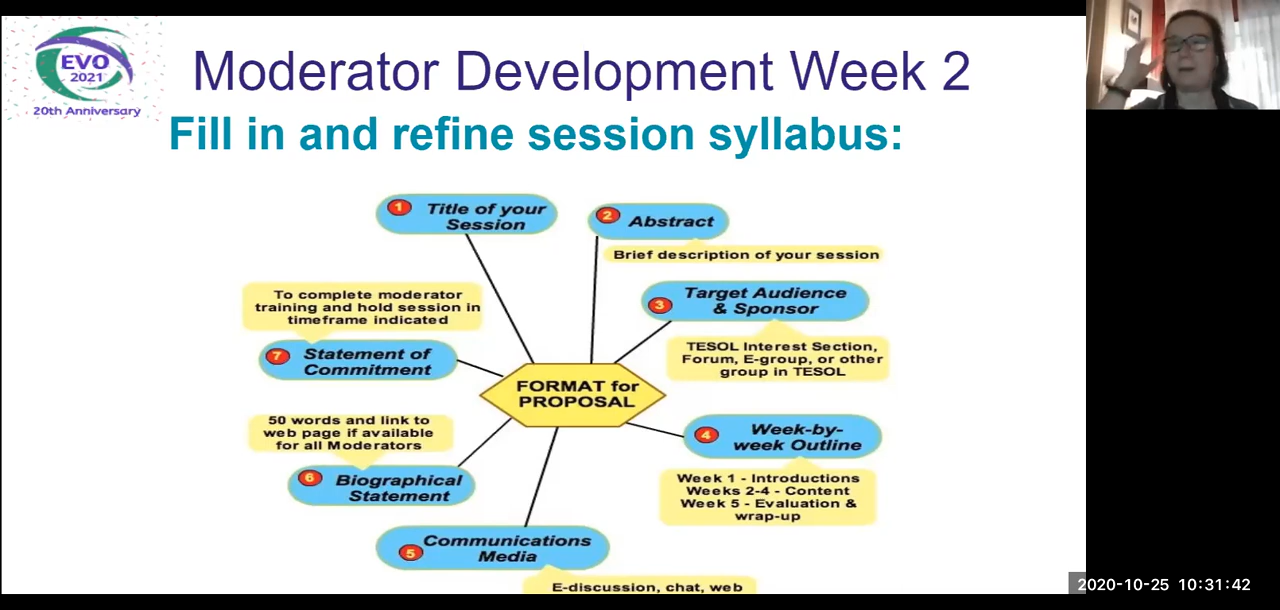 EVO
2021
20th Anniversary
Moderator Development Week 2
Fill in and refine session syllabus:
1
Title of your
Session
2
Abstract
Brief description of your session
3
Target Audience
& Sponsor
TESOL Interest Section,
Forum, E-group, or other
group in TESOL
FORMAT for
PROPOSAL
4
Week-by-
week Outline
Week 1 - Introductions
Weeks 2-4 - Content
Week 5 - Evaluation &
wrap-up
5
Communications
Media
E-discussion, chat, web
6
Biographical
Statement
50 words and link to
web page if available
for all Moderators
7
Statement of
Commitment
To complete moderator
training and hold session in
timeframe indicated
2020-10-25 10:31:42